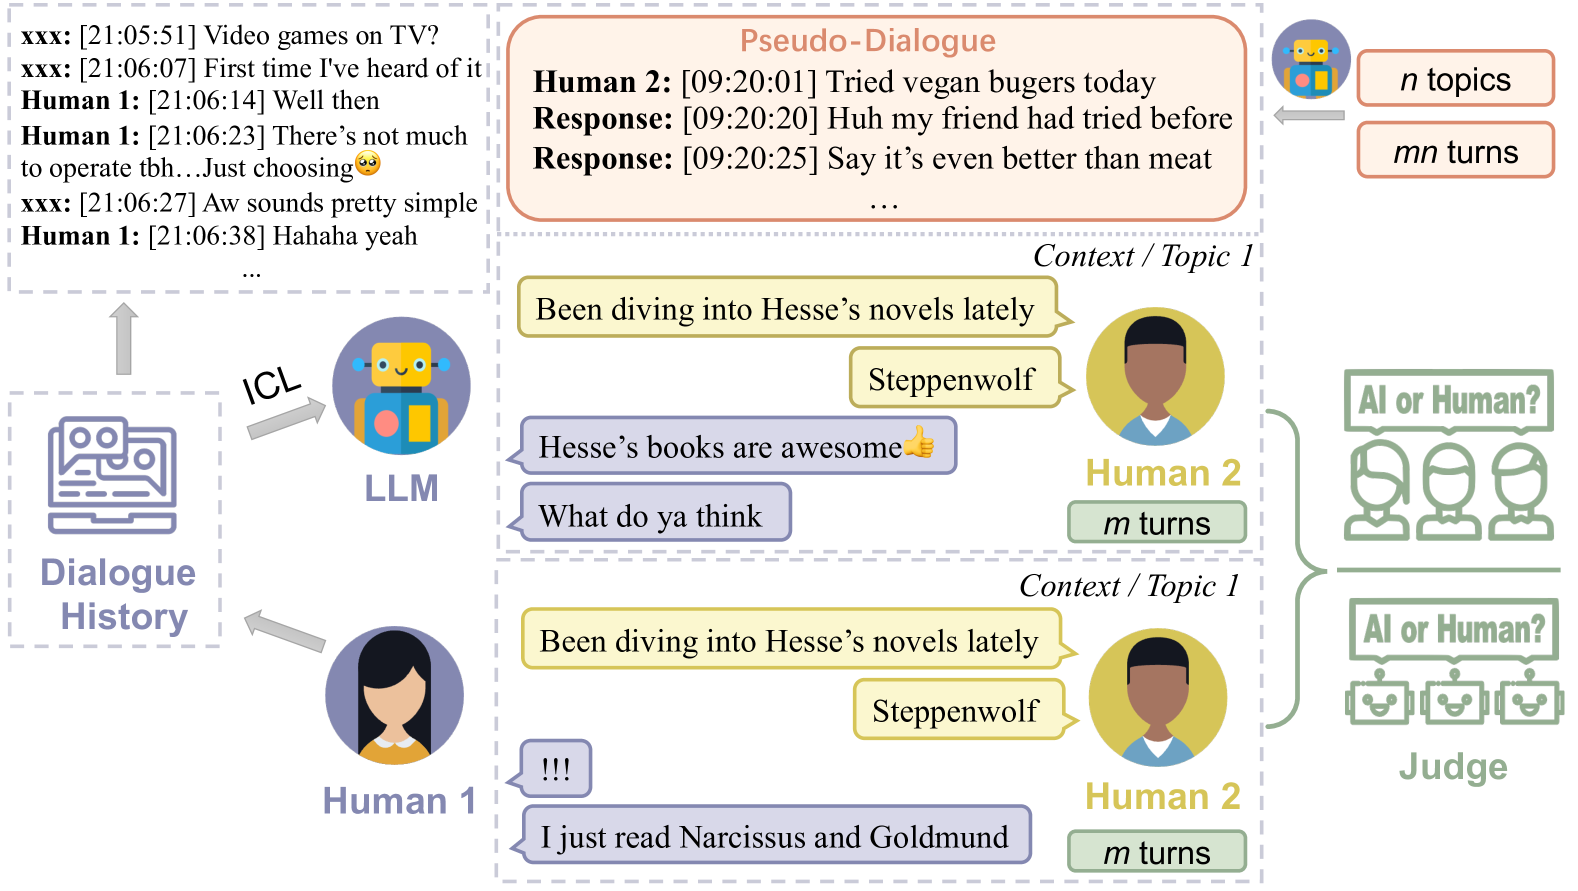 xxx: [21:05:51] Video games on TV?
xxx: [21:06:07] First time I've heard of it
Human 1: [21:06:14] Well then
Human 1: [21:06:23] There's not much
to operate tbh…Just choosing🥺
xxx: [21:06:27] Aw sounds pretty simple
Human 1: [21:06:38] Hahaha yeah
...
Pseudo-Dialogue
Human 2: [09:20:01] Tried vegan bugers today
Response: [09:20:20] Huh my friend had tried before
Response: [09:20:25] Say it's even better than meat
…
n topics
mn turns
Context / Topic 1
Been diving into Hesse's novels lately
Steppenwolf
Hesse's books are awesome👍
What do ya think
Human 2
m turns
ICL
LLM
Dialogue
History
Human 1
Context / Topic 1
Been diving into Hesse's novels lately
Steppenwolf
!!!
I just read Narcissus and Goldmund
Human 2
m turns
AI or Human?
AI or Human?
Judge